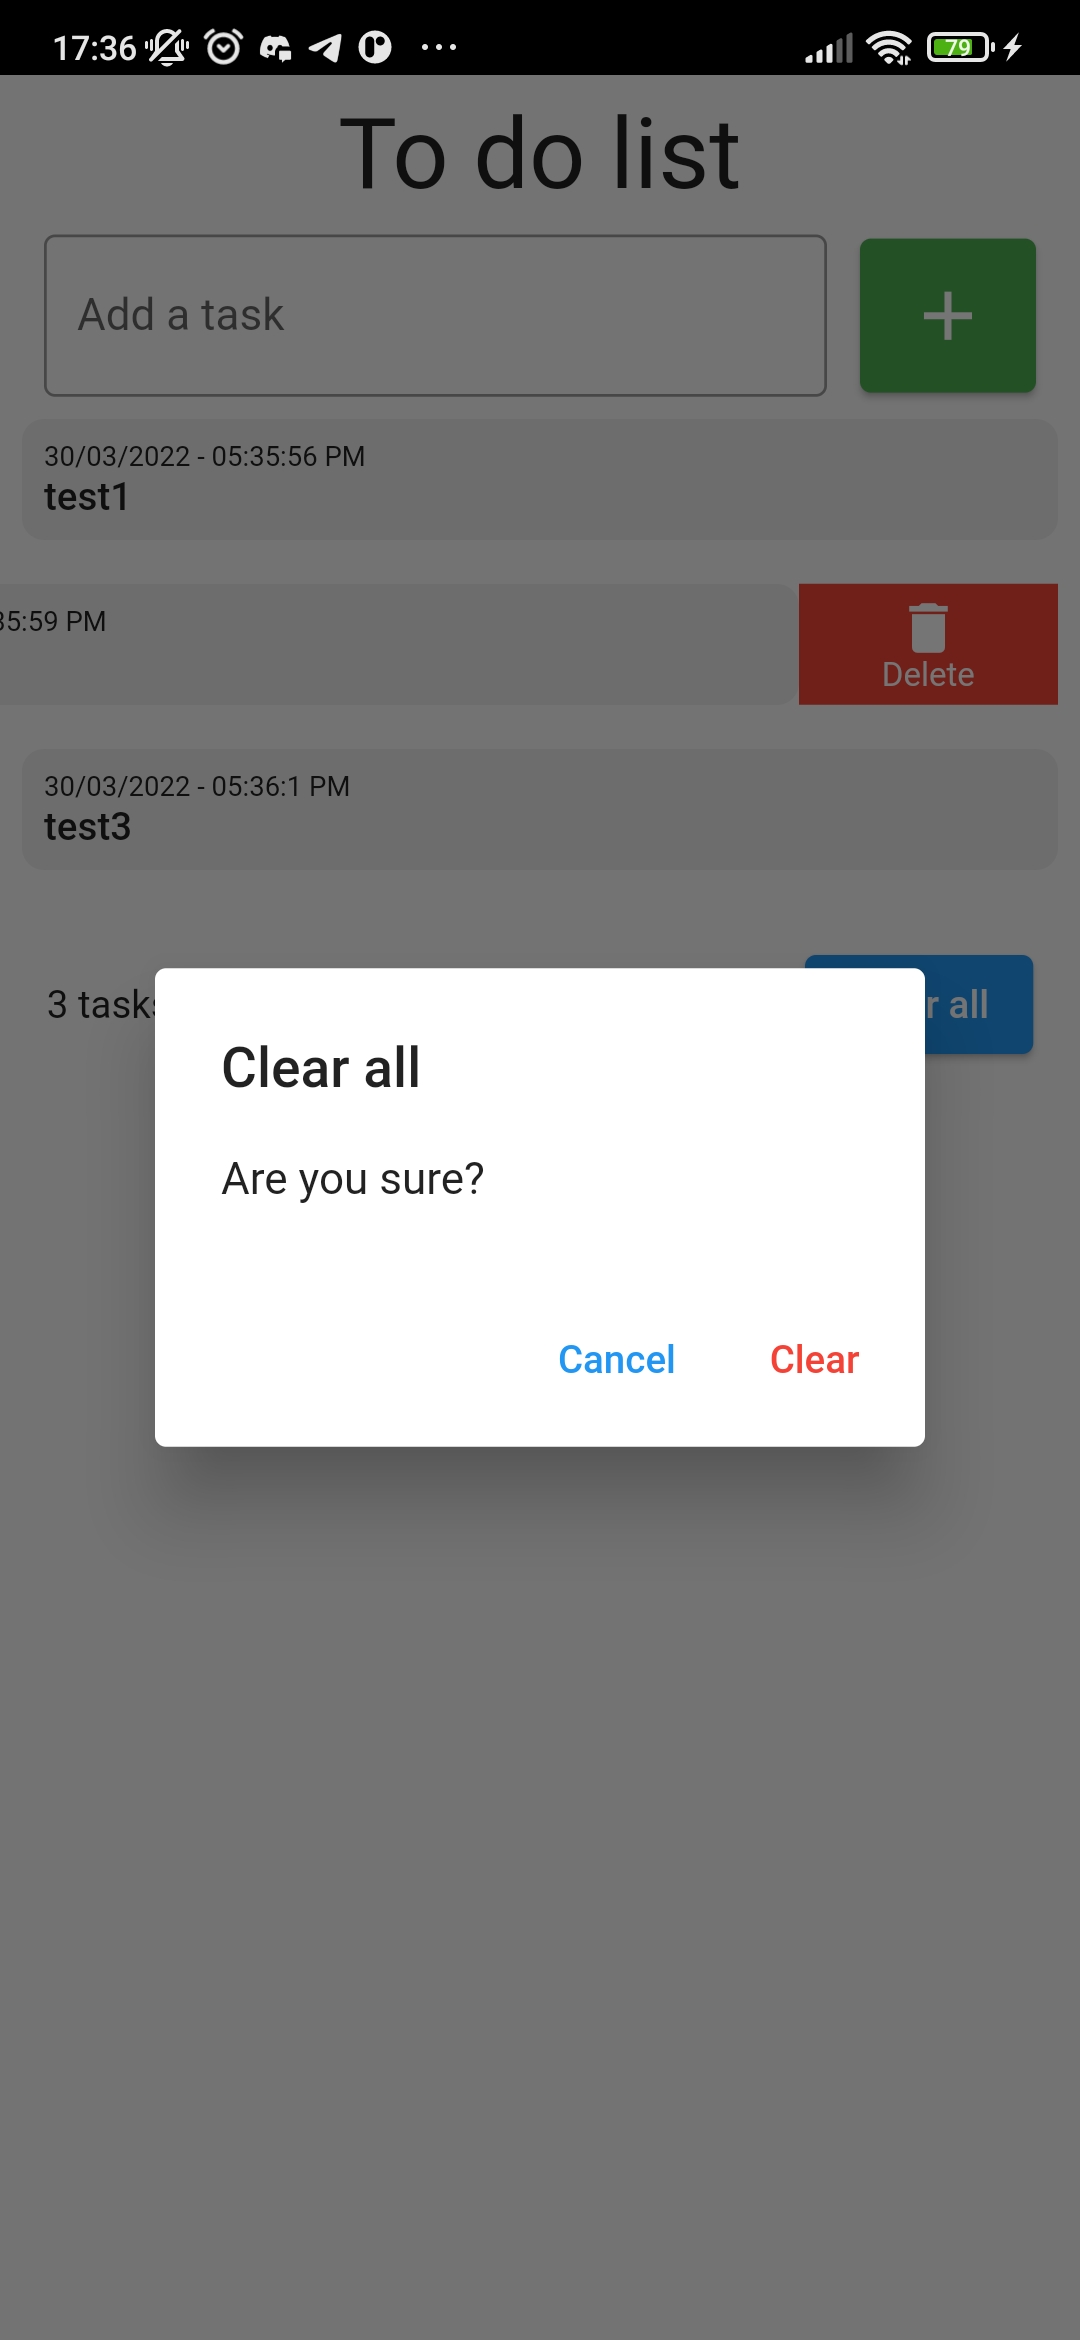 17:36
79
To do list
Add a task
30/03/2022 - 05:35:56 PM
test1
35:59 PM
Delete
30/03/2022 - 05:36:1 PM
test3
3 tasks
r all
Clear all
Are you sure?
Cancel
Clear